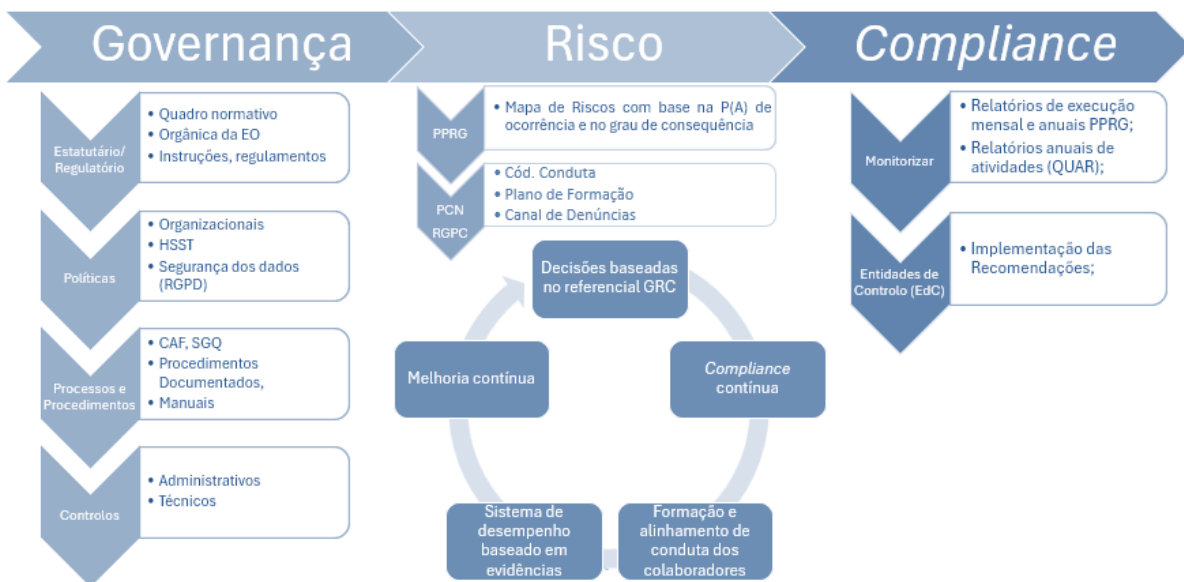 Governança
Risco
Compliance
Estatutário/
Regulatório
• Quadro normativo
• Orgânica da EO
• Instruções, regulamentos
Políticas
• Organizacionais
• HSST
• Segurança dos dados
(RGPD)
Processos e
Procedimentos
• CAF, SGQ
• Procedimentos
Documentados,
• Manuais
Controlos
• Administrativos
• Técnicos
PPRG
• Mapa de Riscos com base na P(A) de
ocorrência e no grau de consequência
PCN
RGPC
• Cód. Conduta
• Plano de Formação
• Canal de Denúncias
Decisões baseadas
no referencial GRC
Compliance
contínua
Formação e
alinhamento de
conduta dos
colaboradores
Sistema de
desempenho
baseado em
evidências
Melhoria contínua
Monitorizar
• Relatórios de execução
mensal e anuais PPRG;
• Relatórios anuais de
atividades (QUAR);
Entidades de
Controlo (EdC)
• Implementação das
Recomendações;